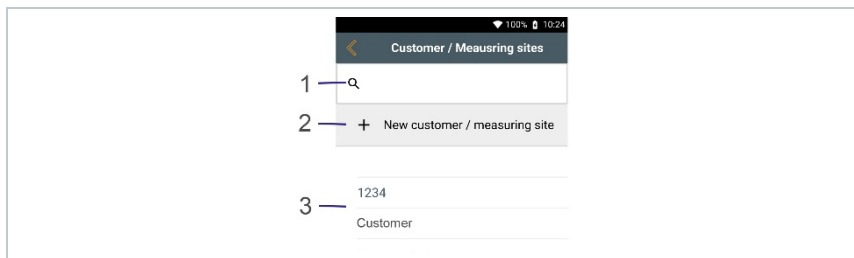 100% 10:24
Customer / Meausring sites
1
2
+ New customer / measuring site
3
1234
Customer